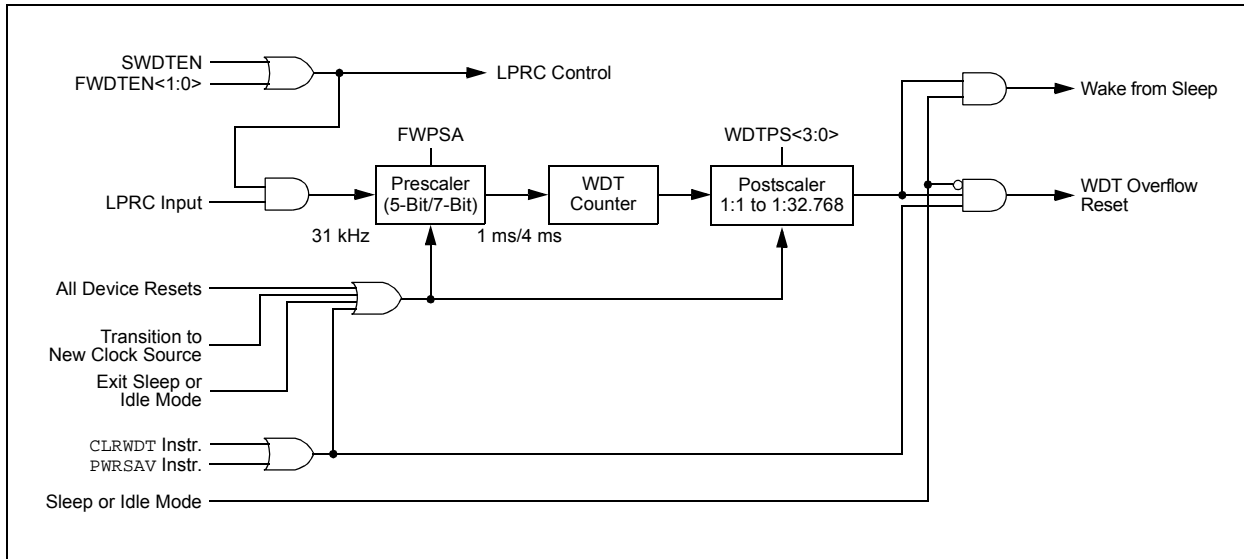 SWDTEN
FWDTEN<1:0>
LPRC Control
FWPSA
WDTPS<3:0>
Wake from Sleep
LPRC Input
Prescaler
(5-Bit/7-Bit)
WDT
Counter
Postscaler
1:1 to 1:32.768
WDT Overflow
Reset
31 kHz
1 ms/4 ms
All Device Resets
Transition to
New Clock Source
Exit Sleep or
Idle Mode
CLRWDT Instr.
PWRSAV Instr.
Sleep or Idle Mode